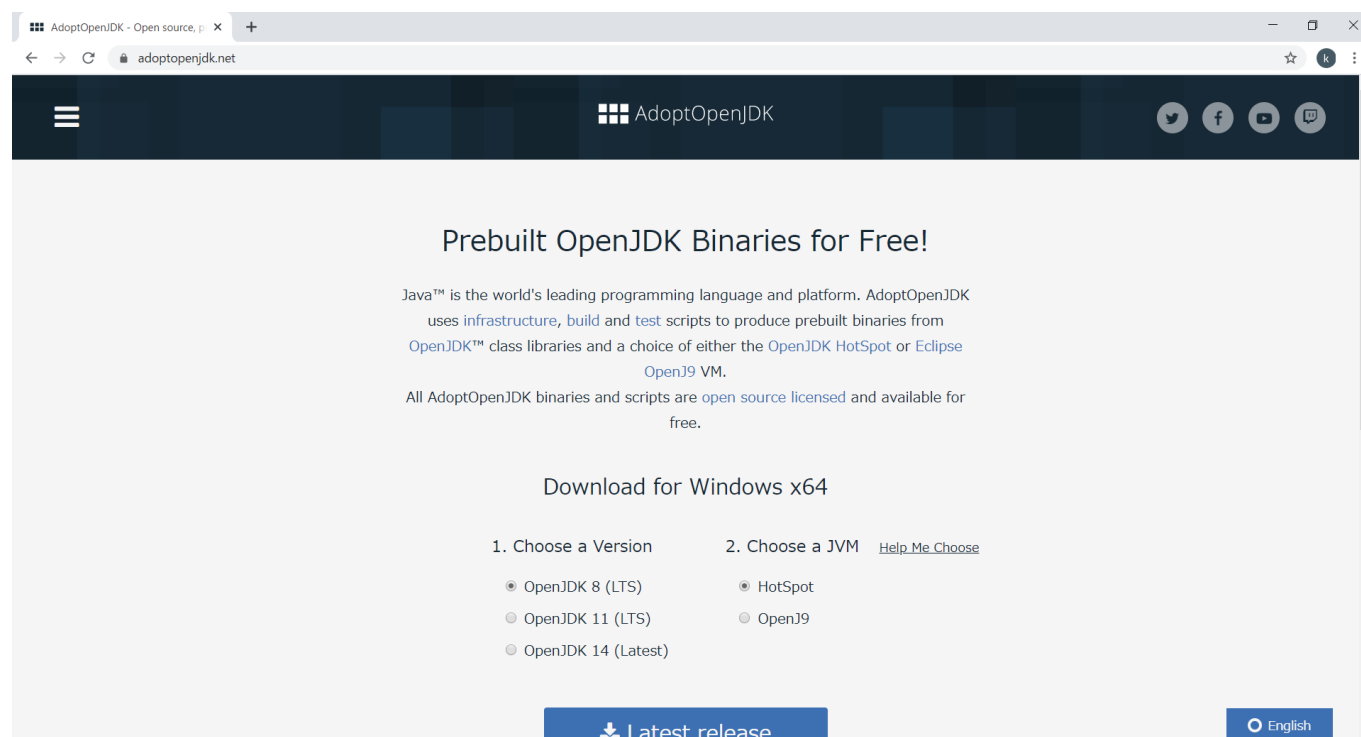 AdoptOpenJDK - Open source, p
adoptopenjdk.net
k
AdoptOpenJDK
Prebuilt OpenJDK Binaries for Free!
Java™ is the world's leading programming language and platform. AdoptOpenJDK
uses infrastructure, build and test scripts to produce prebuilt binaries from
OpenJDK™ class libraries and a choice of either the OpenJDK HotSpot or Eclipse
OpenJ9 VM.
All AdoptOpenJDK binaries and scripts are open source licensed and available for
free.
Download for Windows x64
1. Choose a Version
2. Choose a JVM Help Me Choose
OpenJDK 8 (LTS)
HotSpot
OpenJDK 11 (LTS)
OpenJ9
OpenJDK 14 (Latest)
Latest release
English